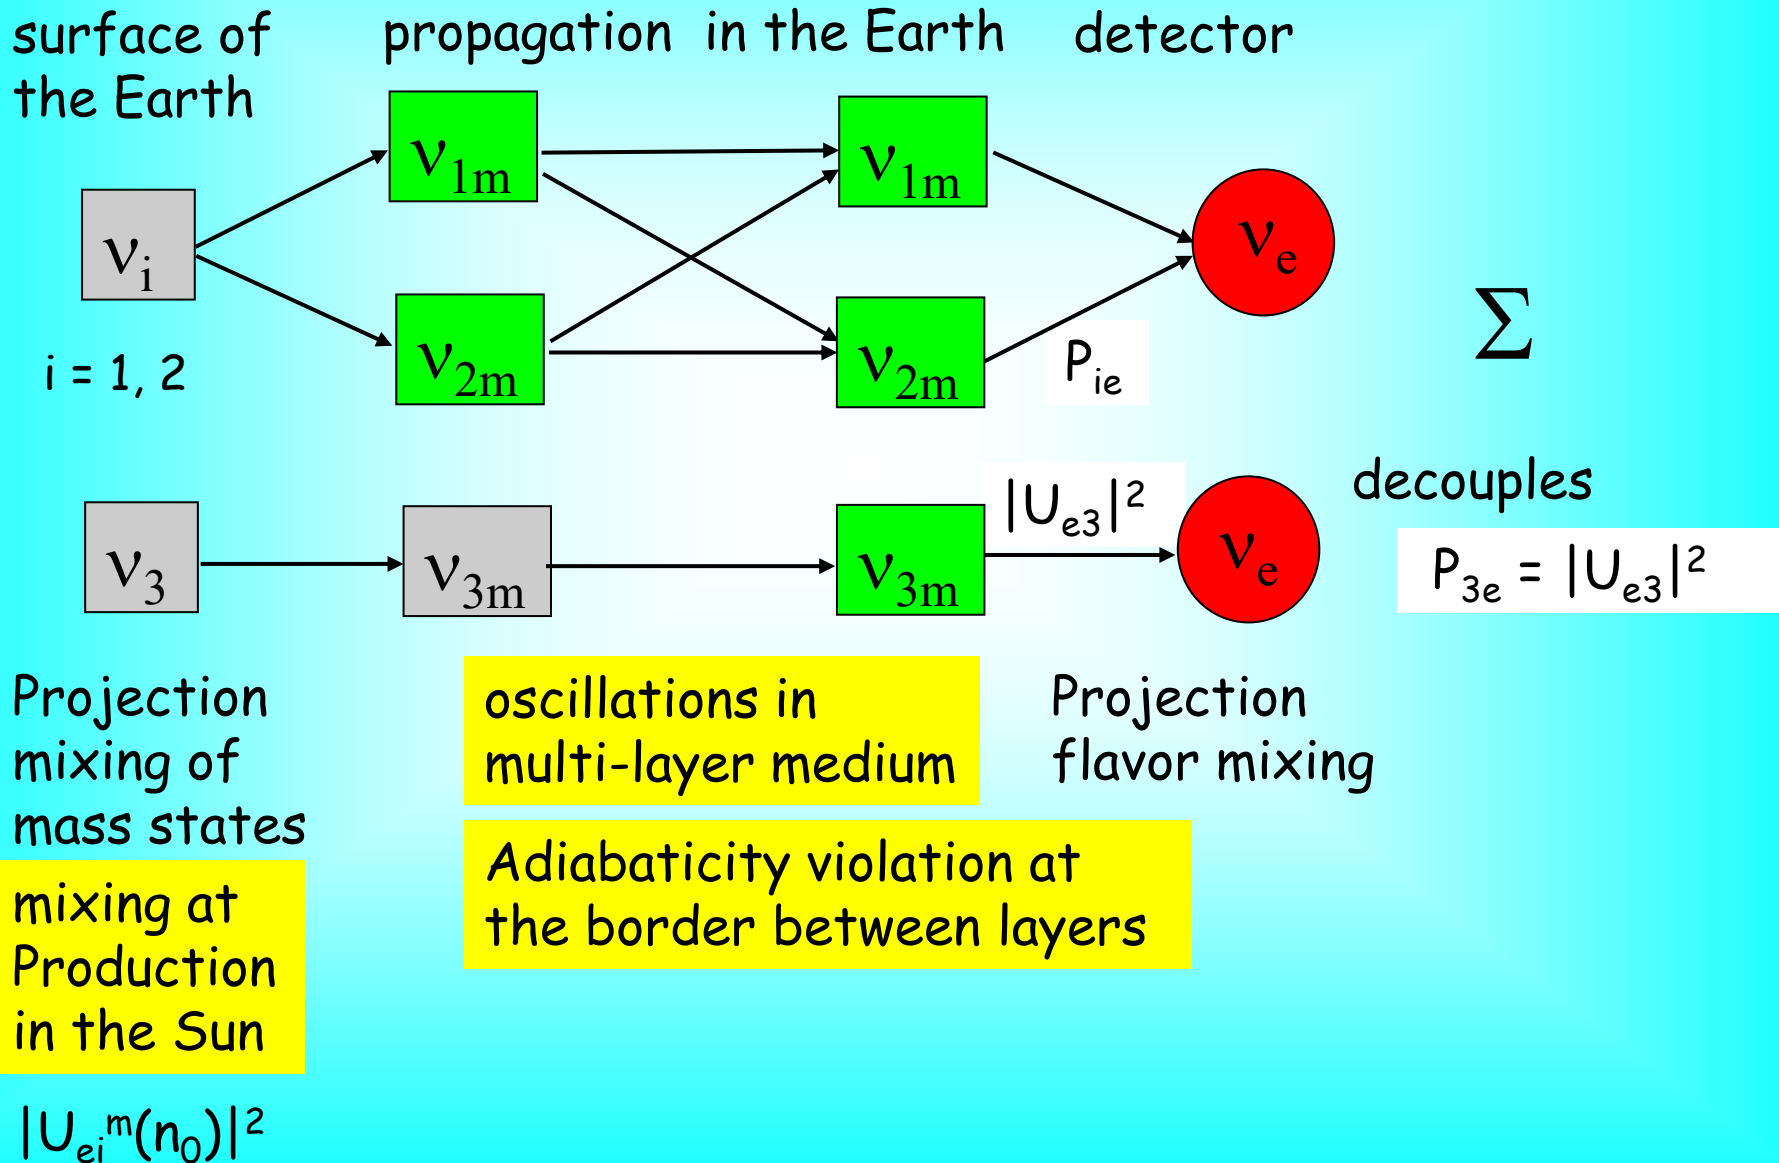 surface of
the Earth
propagation in the Earth
detector
ν1m
ν1m
νi
νe
ν2m
ν2m
i = 1, 2
Pie
Σ
decouples
|Ue3|²
ν3
ν3m
ν3m
νe
P3e = |Ue3|²
Projection
mixing of
mass states
oscillations in
multi-layer medium
Projection
flavor mixing
Adiabaticity violation at
the border between layers
mixing at
Production
in the Sun
|Ueiᵐ(n0)|²